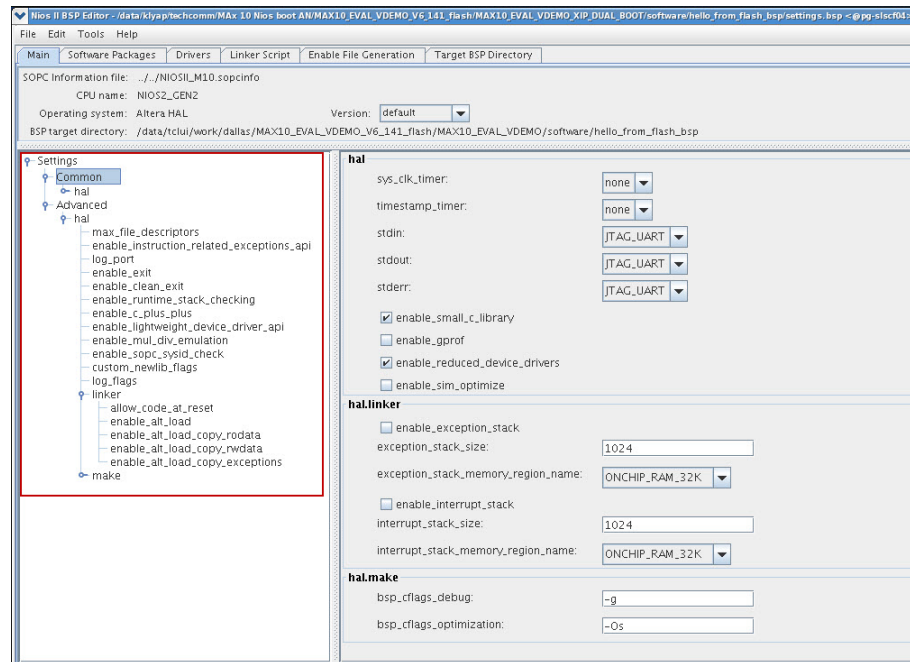 Nios II BSP Editor - /data/klyap/techcomm/MAx 10 Nios boot AN/MAX10_EVAL_VDEMO_V6_141_flash/MAX10_EVAL_VDEMO_XIP_DUAL_BOOT/software/hello_from_flash_bsp/settings.bsp <@pg-slscf04>
File Edit Tools Help
Main Software Packages Drivers Linker Script Enable File Generation Target BSP Directory
SOPC Information file: ../../NIOSII_M10.sopcinfo
CPU name: NIOS2_GEN2
Operating system: Altera HAL Version: default
BSP target directory: /data/tclui/work/dallas/MAX10_EVAL_VDEMO_V6_141_flash/MAX10_EVAL_VDEMO/software/hello_from_flash_bsp
Settings
Common
hal
Advanced
hal
max_file_descriptors
enable_instruction_related_exceptions_api
log_port
enable_exit
enable_clean_exit
enable_runtime_stack_checking
enable_c_plus_plus
enable_lightweight_device_driver_api
enable_mul_div_emulation
enable_sopc_sysid_check
custom_newlib_flags
log_flags
linker
allow_code_at_reset
enable_alt_load
enable_alt_load_copy_rodata
enable_alt_load_copy_rwdata
enable_alt_load_copy_exceptions
make
hal
sys_clk_timer: none
timestamp_timer: none
stdin: JTAG_UART
stdout: JTAG_UART
stderr: JTAG_UART
enable_small_c_library
enable_gprof
enable_reduced_device_drivers
enable_sim_optimize
hal.linker
enable_exception_stack
exception_stack_size: 1024
exception_stack_memory_region_name: ONCHIP_RAM_32K
enable_interrupt_stack
interrupt_stack_size: 1024
interrupt_stack_memory_region_name: ONCHIP_RAM_32K
hal.make
bsp_cflags_debug: -g
bsp_cflags_optimization: -Os